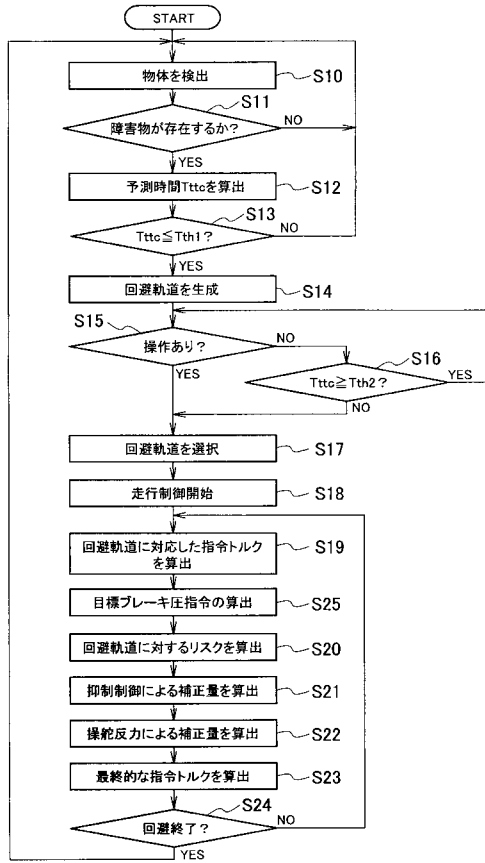 START
物体を検出
S10
障害物が存在するか？
S11
NO
YES
予測時間Tttcを算出
S12
Tttc≦Tth1？
S13
NO
YES
回避軌道を生成
S14
S15
操作あり？
NO
YES
S16
Tttc≧Tth2？
YES
NO
回避軌道を選択
S17
走行制御開始
S18
回避軌道に対応した指令トルク
を算出
S19
目標ブレーキ圧指令の算出
S25
回避軌道に対するリスクを算出
S20
抑制制御による補正量を算出
S21
操舵反力による補正量を算出
S22
最終的な指令トルクを算出
S23
回避終了？
S24
NO
YES